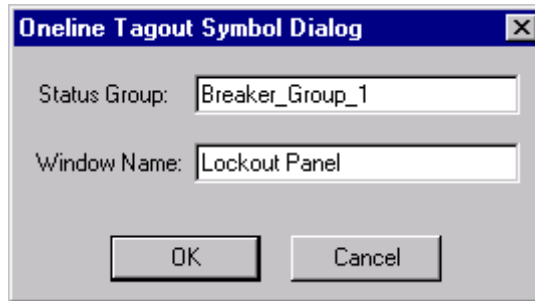 Oneline Tagout Symbol Dialog
Status Group: Breaker_Group_1
Window Name: Lockout Panel
OK Cancel